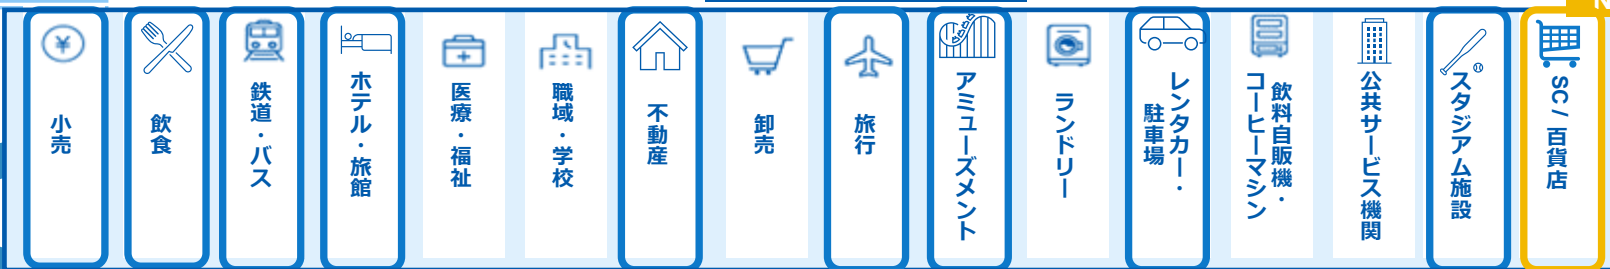 小売
飲食
鉄道・バス
ホテル・旅館
医療・福祉
職域・学校
不動産
卸売
旅行
アミューズメント
ランドリー
レンタカー・
駐車場
飲料自販機・
コーヒーマシン
公共サービス機関
スタジアム施設
SC/百貨店